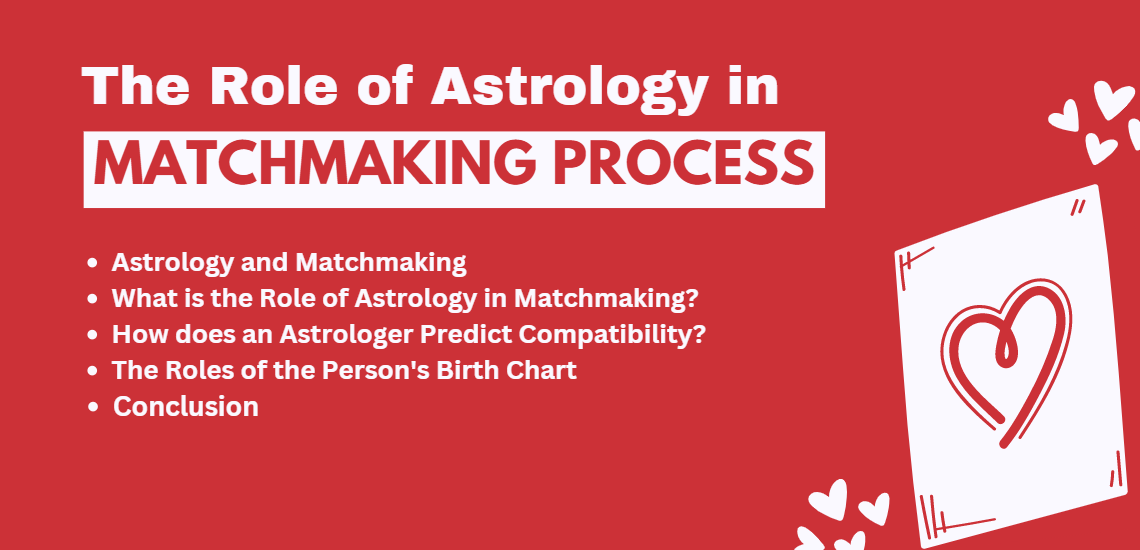 The Role of Astrology in
MATCHMAKING PROCESS
• Astrology and Matchmaking
• What is the Role of Astrology in Matchmaking?
• How does an Astrologer Predict Compatibility?
• The Roles of the Person's Birth Chart
• Conclusion